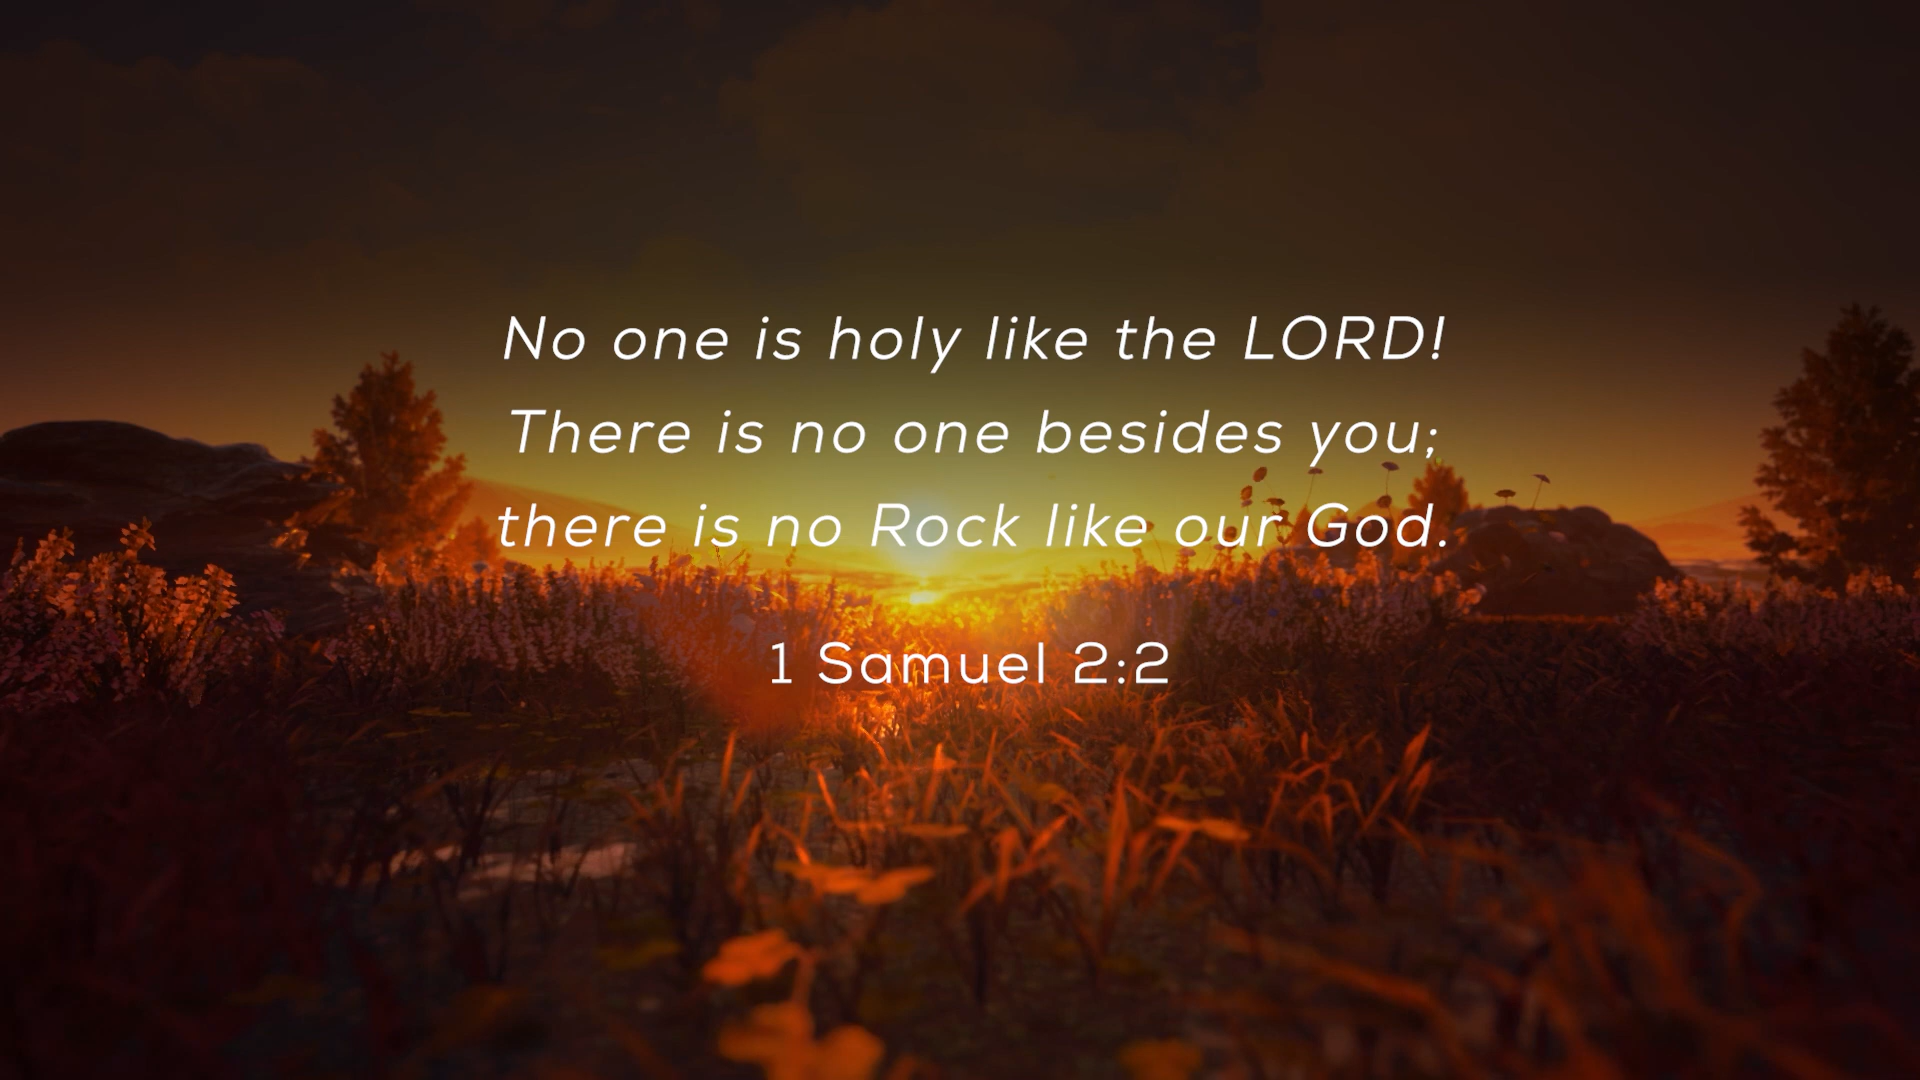 No one is holy like the LORD!
There is no one besides you;
there is no Rock like our God.
1 Samuel 2:2